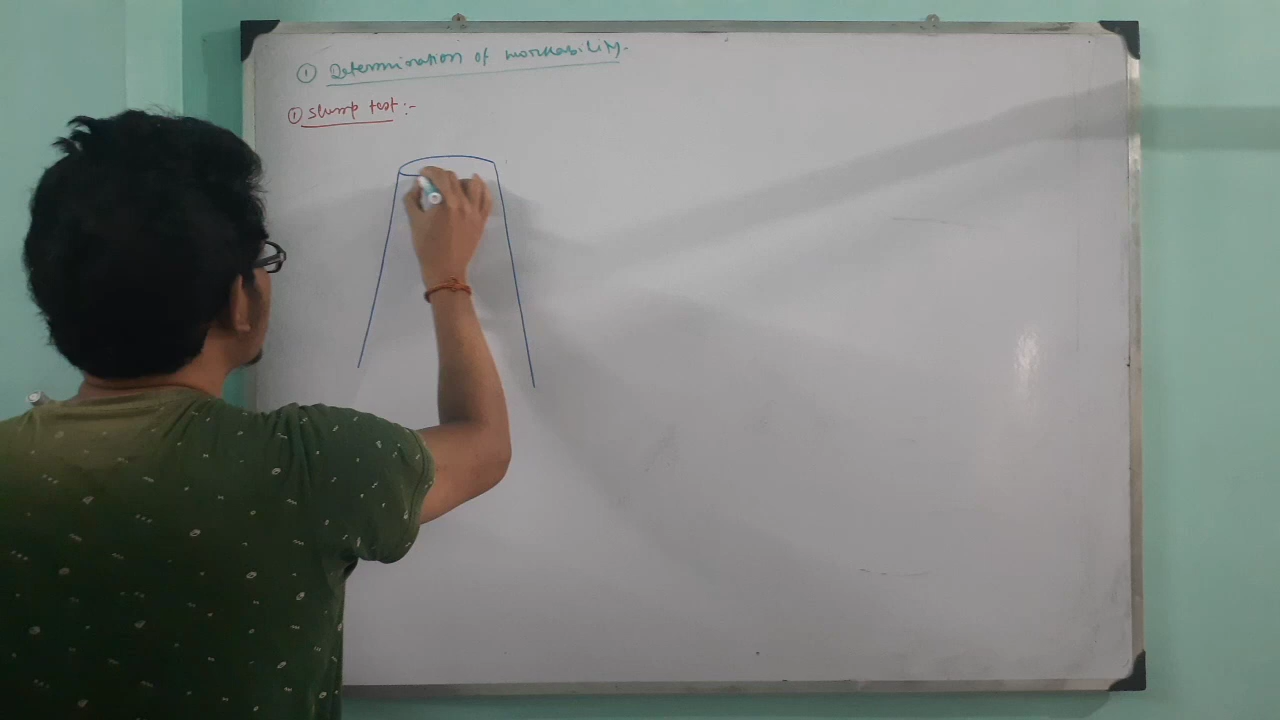 ① Determination of workability.
① Slump test :-